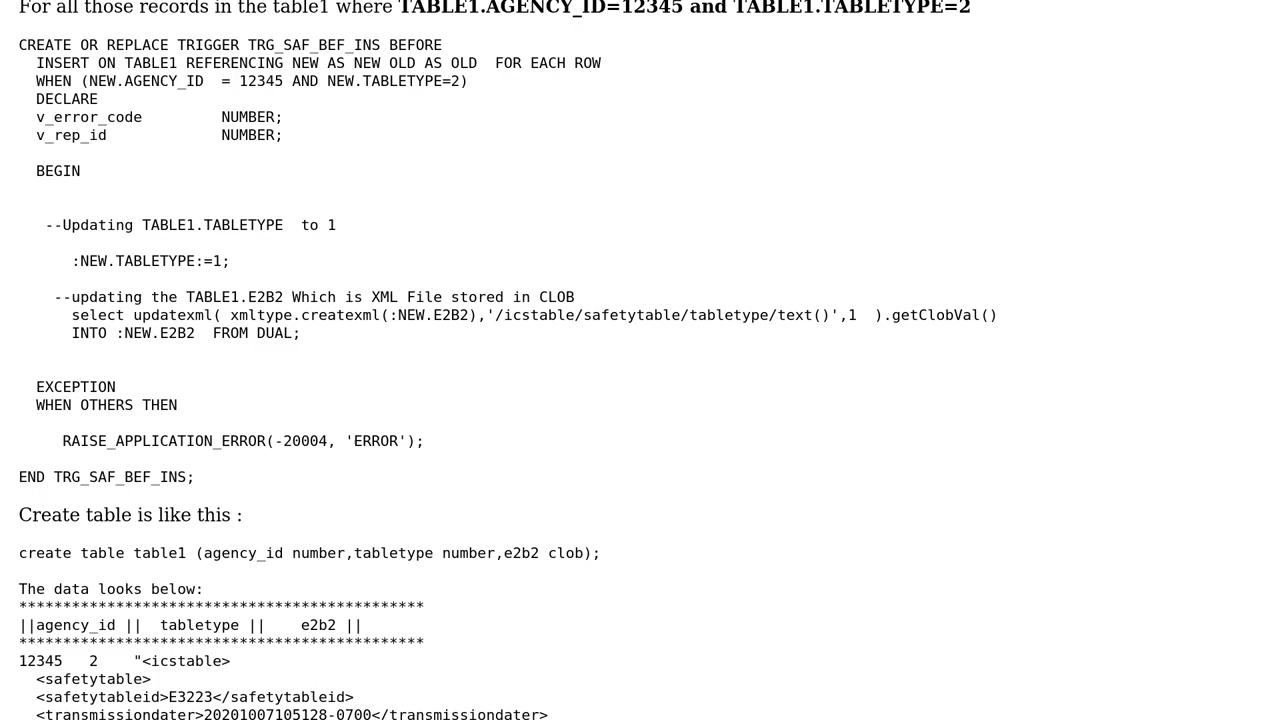 For all those records in the table1 where TABLE1.AGENCY_ID=12345 and TABLE1.TABLETYPE=2
CREATE OR REPLACE TRIGGER TRG_SAF_BEF_INS BEFORE
INSERT ON TABLE1 REFERENCING NEW AS NEW OLD AS OLD  FOR EACH ROW
WHEN (NEW.AGENCY_ID  = 12345 AND NEW.TABLETYPE=2)
DECLARE
v_error_code         NUMBER;
v_rep_id             NUMBER;
BEGIN
--Updating TABLE1.TABLETYPE  to 1
:NEW.TABLETYPE:=1;
--updating the TABLE1.E2B2 Which is XML File stored in CLOB
select updatexml( xmltype.createxml(:NEW.E2B2),'/icstable/safetytable/tabletype/text()',1  ).getClobVal()
INTO :NEW.E2B2  FROM DUAL;
EXCEPTION
WHEN OTHERS THEN
RAISE_APPLICATION_ERROR(-20004, 'ERROR');
END TRG_SAF_BEF_INS;
Create table is like this :
create table table1 (agency_id number,tabletype number,e2b2 clob);
The data looks below:
**********************************************
||agency_id ||  tabletype ||    e2b2 ||
**********************************************
12345   2    "<icstable>
<safetytable>
<safetytableid>E3223</safetytableid>
<transmissiondater>20201007105128-0700</transmissiondater>